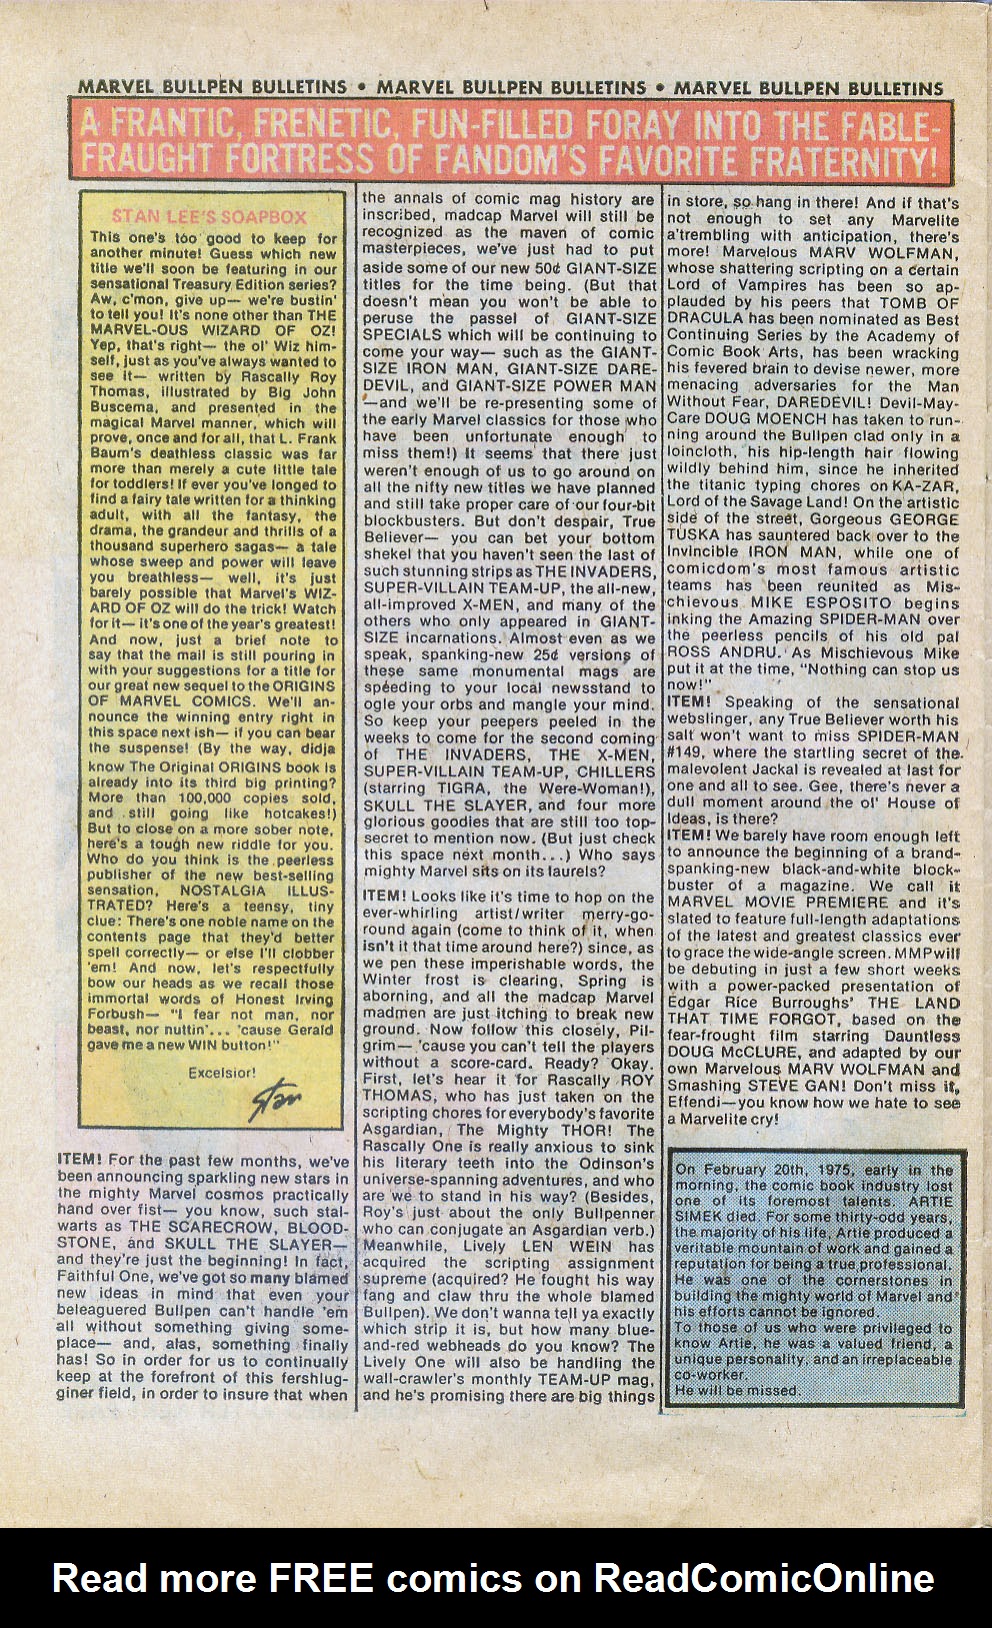 MARVEL BULLPEN BULLETINS • MARVEL BULLPEN BULLETINS • MARVEL BULLPEN BULLETINS
A FRANTIC, FRENETIC, FUN-FILLED FORAY INTO THE FABLE-
FRAUGHT FORTRESS OF FANDOM'S FAVORITE FRATERNITY!
STAN LEE'S SOAPBOX
This one's too good to keep for
another minute! Guess which new
title we'll soon be featuring in our
sensational Treasury Edition series?
Aw, c'mon, give up— we're bustin'
to tell you! It's none other than THE
MARVEL-OUS WIZARD OF OZ!
Yep, that's right— the ol' Wiz him-
self, just as you've always wanted to
see it— written by Rascally Roy
Thomas, illustrated by Big John
Buscema, and presented in the
magical Marvel manner, which will
prove, once and for all, that L. Frank
Baum's deathless classic was far
more than merely a cute little tale
for toddlers! If ever you've longed to
find a fairy tale written for a thinking
adult, with all the fantasy, the
drama, the grandeur and thrills of a
thousand superhero sagas— a tale
whose sweep and power will leave
you breathless— well, it's just
barely possible that Marvel's WIZ-
ARD OF OZ will do the trick! Watch
for it— it's one of the year's greatest!
And now, just a brief note to
say that the mail is still pouring in
with your suggestions for a title for
our great new sequel to the ORIGINS
OF MARVEL COMICS. We'll an-
nounce the winning entry right in
this space next ish— if you can bear
the suspense! (By the way, didja
know The Original ORIGINS book is
already into its third big printing?
More than 100,000 copies sold,
and still going like hotcakes!)
But to close on a more sober note,
here's a tough new riddle for you.
Who do you think is the peerless
publisher of the new best-selling
sensation, NOSTALGIA ILLUS-
TRATED? Here's a teensy, tiny
clue: There's one noble name on the
contents page that they'd better
spell correctly— or else I'll clobber
'em! And now, let's respectfully
bow our heads as we recall those
immortal words of Honest Irving
Forbush— "I fear not man, nor
beast, nor nuttin'... 'cause Gerald
gave me a new WIN button!"
Excelsior!
Stan
ITEM! For the past few months, we've
been announcing sparkling new stars in
the mighty Marvel cosmos practically
hand over fist— you know, such stal-
warts as THE SCARECROW, BLOOD-
STONE, and SKULL THE SLAYER—
and they're just the beginning! In fact,
Faithful One, we've got so many blamed
new ideas in mind that even your
beleaguered Bullpen can't handle 'em
all without something giving some-
place— and, alas, something finally
has! So in order for us to continually
keep at the forefront of this fershlug-
giner field, in order to insure that when
the annals of comic mag history are
inscribed, madcap Marvel will still be
recognized as the maven of comic
masterpieces, we've just had to put
aside some of our new 50¢ GIANT-SIZE
titles for the time being. (But that
doesn't mean you won't be able to
peruse the passel of GIANT-SIZE
SPECIALS which will be continuing to
come your way— such as the GIANT-
SIZE IRON MAN, GIANT-SIZE DARE-
DEVIL, and GIANT-SIZE POWER MAN
—and we'll be re-presenting some of
the early Marvel classics for those who
have been unfortunate enough to
miss them!) It seems that there just
weren't enough of us to go around on
all the nifty new titles we have planned
and still take proper care of our four-bit
blockbusters. But don't despair, True
Believer— you can bet your bottom
shekel that you haven't seen the last of
such stunning strips as THE INVADERS,
SUPER-VILLAIN TEAM-UP, the all-new,
all-improved X-MEN, and many of the
others who only appeared in GIANT-
SIZE incarnations. Almost even as we
speak, spanking-new 25¢ versions of
these same monumental mags are
speeding to your local newsstand to
ogle your orbs and mangle your mind.
So keep your peepers peeled in the
weeks to come for the second coming
of THE INVADERS, THE X-MEN,
SUPER-VILLAIN TEAM-UP, CHILLERS
(starring TIGRA, the Were-Woman!),
SKULL THE SLAYER, and four more
glorious goodies that are still too top-
secret to mention now. (But just check
this space next month...) Who says
mighty Marvel sits on its laurels?
ITEM! Looks like it's time to hop on the
ever-whirling artist/writer merry-go-
round again (come to think of it, when
isn't it that time around here?) since, as
we pen these imperishable words, the
Winter frost is clearing, Spring is
aborning, and all the madcap Marvel
madmen are just itching to break new
ground. Now follow this closely, Pil-
grim— 'cause you can't tell the players
without a score-card. Ready? Okay.
First, let's hear it for Rascally ROY
THOMAS, who has just taken on the
scripting chores for everybody's favorite
Asgardian, The Mighty THOR! The
Rascally One is really anxious to sink
his literary teeth into the Odinson's
universe-spanning adventures, and who
are we to stand in his way? (Besides,
Roy's just about the only Bullpenner
who can conjugate an Asgardian verb.)
Meanwhile, Lively LEN WEIN has
acquired the scripting assignment
supreme (acquired? He fought his way
fang and claw thru the whole blamed
Bullpen). We don't wanna tell ya exactly
which strip it is, but how many blue-
and-red webheads do you know? The
Lively One will also be handling the
wall-crawler's monthly TEAM-UP mag,
and he's promising there are big things
in store, so hang in there! And if that's
not enough to set any Marvelite
a'trembling with anticipation, there's
more! Marvelous MARV WOLFMAN,
whose shattering scripting on a certain
Lord of Vampires has been so ap-
plauded by his peers that TOMB OF
DRACULA has been nominated as Best
Continuing Series by the Academy of
Comic Book Arts, has been wracking
his fevered brain to devise newer, more
menacing adversaries for the Man
Without Fear, DAREDEVIL! Devil-May-
Care DOUG MOENCH has taken to run-
ning around the Bullpen clad only in a
loincloth, his hip-length hair flowing
wildly behind him, since he inherited
the titanic typing chores on KA-ZAR,
Lord of the Savage Land! On the artistic
side of the street, Gorgeous GEORGE
TUSKA has sauntered back over to the
Invincible IRON MAN, while one of
comicdom's most famous artistic
teams has been reunited as Mis-
chievous MIKE ESPOSITO begins
inking the Amazing SPIDER-MAN over
the peerless pencils of his old pal
ROSS ANDRU. As Mischievous Mike
put it at the time, "Nothing can stop us
now!"
ITEM! Speaking of the sensational
webslinger, any True Believer worth his
salt won't want to miss SPIDER-MAN
#149, where the startling secret of the
malevolent Jackal is revealed at last for
one and all to see. Gee, there's never a
dull moment around the ol' House of
Ideas, is there?
ITEM! We barely have room enough left
to announce the beginning of a brand-
spanking-new black-and-white block-
buster of a magazine. We call it
MARVEL MOVIE PREMIERE and it's
slated to feature full-length adaptations
of the latest and greatest classics ever
to grace the wide-angle screen. MMP will
be debuting in just a few short weeks
with a power-packed presentation of
Edgar Rice Burroughs' THE LAND
THAT TIME FORGOT, based on the
fear-frought film starring Dauntless
DOUG McCLURE, and adapted by our
own Marvelous MARV WOLFMAN and
Smashing STEVE GAN! Don't miss it,
Effendi—you know how we hate to see
a Marvelite cry!
On February 20th, 1975, early in the
morning, the comic book industry lost
one of its foremost talents. ARTIE
SIMEK died. For some thirty-odd years,
the majority of his life, Artie produced a
veritable mountain of work and gained a
reputation for being a true professional.
He was one of the cornerstones in
building the mighty world of Marvel and
his efforts cannot be ignored.
To those of us who were privileged to
know Artie, he was a valued friend, a
unique personality, and an irreplaceable
co-worker.
He will be missed.
Read more FREE comics on ReadComicOnline